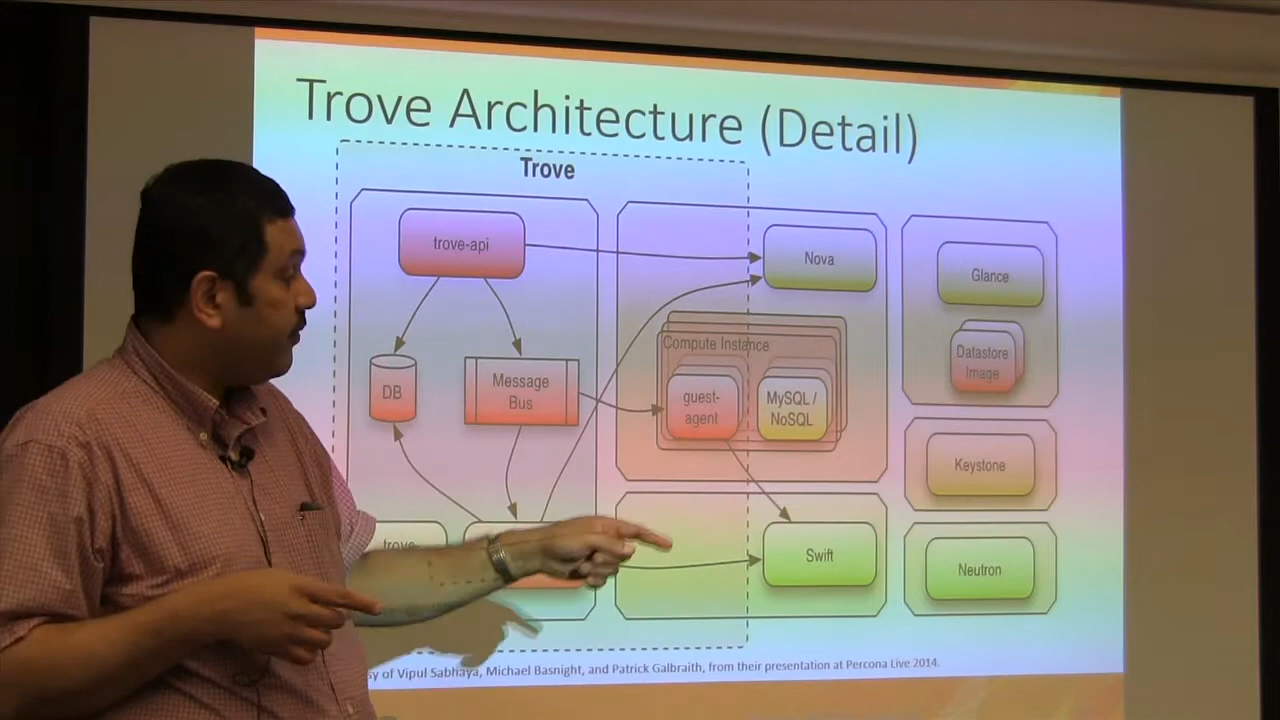 Trove Architecture (Detail)
Trove
trove-api
Nova
Glance
Compute Instance
DB
Message
Bus
guest-
agent
MySQL /
NoSQL
Datastore
Image
Keystone
trove-
Swift
Neutron
of Vipul Sabhaya, Michael Basnight, and Patrick Galbraith, from their presentation at Percona Live 2014.